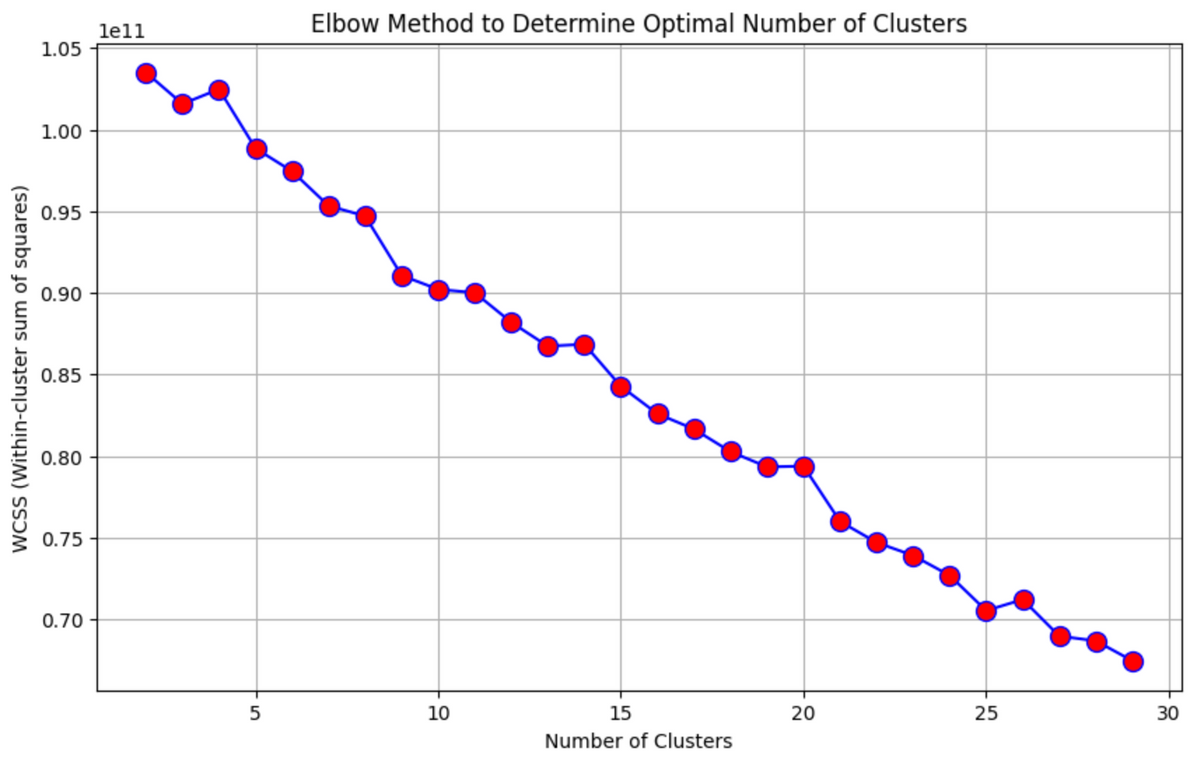 Elbow Method to Determine Optimal Number of Clusters
1e11
1.05
1.00
0.95
0.90
0.85
0.80
0.75
0.70
WCSS (Within-cluster sum of squares)
5 10 15 20 25 30
Number of Clusters